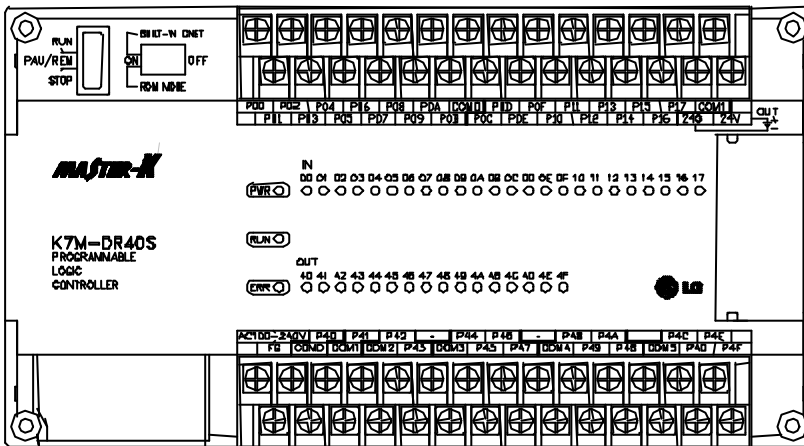 RUN
PAU/REM
STOP
BUILT-IN CNET
ON OFF
ROM MODE
P00 P02 P04 P06 P08 P0A COM0 P0D P0F P11 P13 P15 P17 COM1
P01 P03 P05 P07 P09 P0B P0C P0E P10 P12 P14 P16 24G 24V
OUT
MASTER-K
IN
00 01 02 03 04 05 06 07 08 09 0A 0B 0C 0D 0E 0F 10 11 12 13 14 15 16 17
PWR
K7M-DR40S
PROGRAMMABLE
LOGIC
CONTROLLER
RUN
OUT
40 41 42 43 44 45 46 47 48 49 4A 4B 4C 4D 4E 4F
ERR
LG
AC100-240V P40 P41 P42 - P44 P46 - P48 P4A P4C P4E
FG COM0 COM1 COM2 P43 COM3 P45 P47 COM4 P49 P4B COM5 P4D P4F